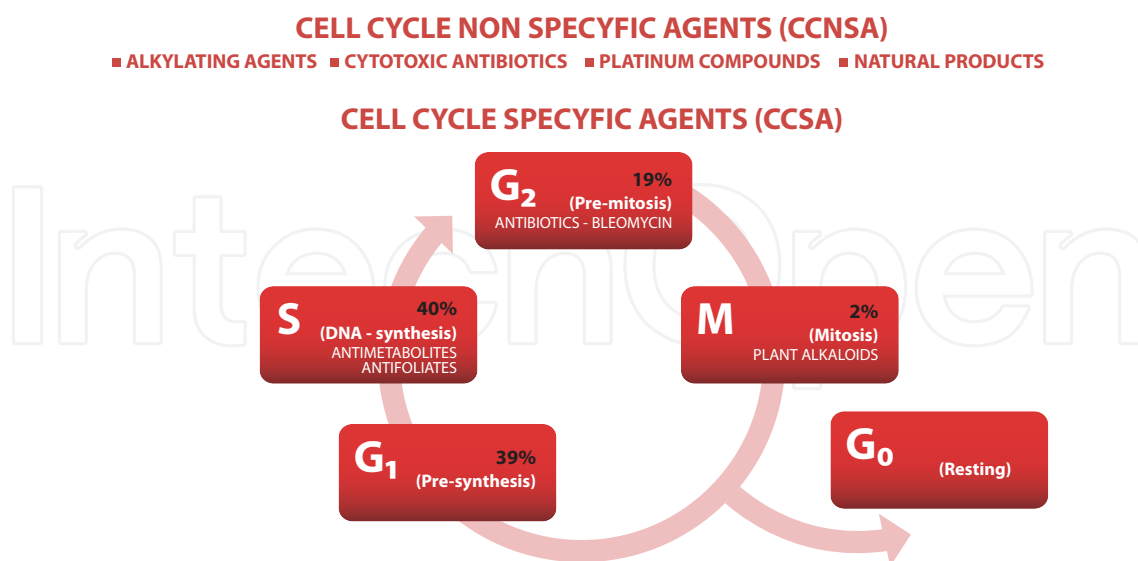 CELL CYCLE NON SPECYFIC AGENTS (CCNSA)
■ ALKYLATING AGENTS ■ CYTOTOXIC ANTIBIOTICS ■ PLATINUM COMPOUNDS ■ NATURAL PRODUCTS
CELL CYCLE SPECYFIC AGENTS (CCSA)
G₂ 19%
(Pre-mitosis)
ANTIBIOTICS - BLEOMYCIN
S 40%
(DNA - synthesis)
ANTIMETABOLITES
ANTIFOLIATES
M 2%
(Mitosis)
PLANT ALKALOIDS
G₁ 39%
(Pre-synthesis)
G₀
(Resting)
IntechOpen